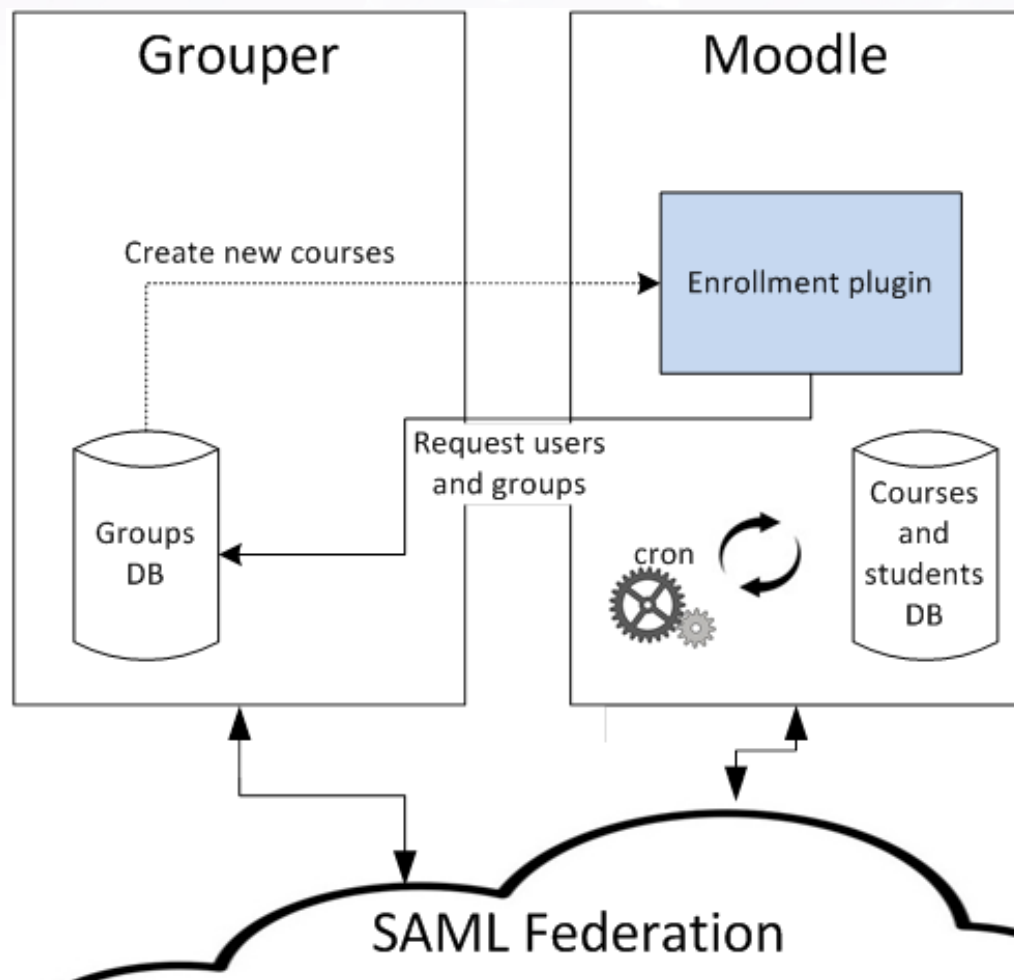 Grouper
Moodle
Create new courses
Enrollment plugin
Request users
and groups
Groups
DB
cron
Courses
and
students
DB
SAML Federation